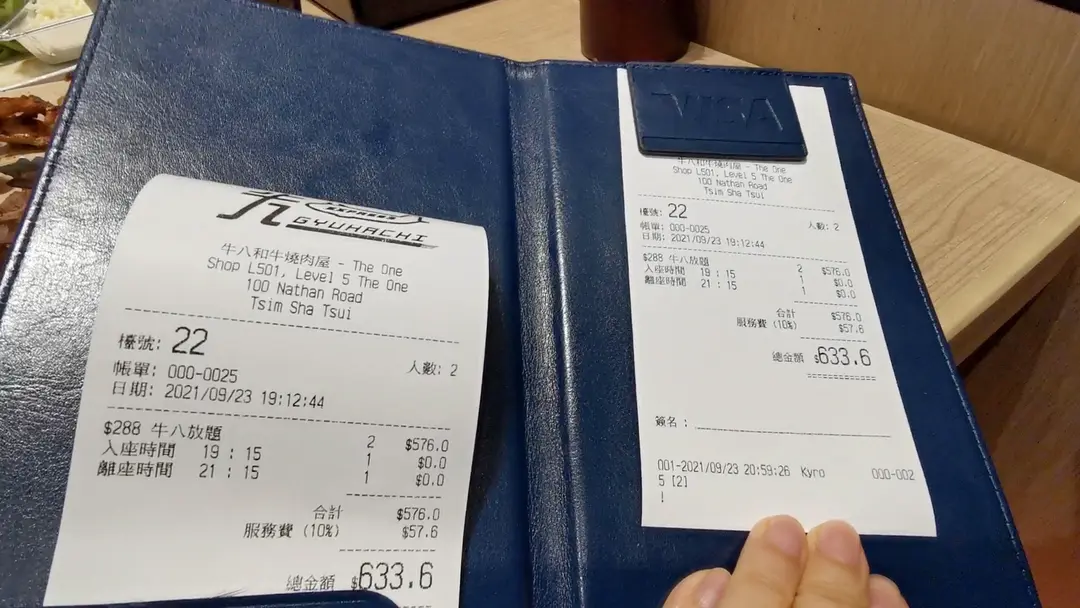 EXPRESS
GYUHACHI
牛八和牛燒肉屋 - The One
Shop L501, Level 5 The One
100 Nathan Road
Tsim Sha Tsui
檯號: 22
人數: 2
帳單: 000-0025
日期: 2021/09/23 19:12:44
$288 牛八放題 2 $576.0
入座時間 19 : 15 1 $0.0
離座時間 21 : 15 1 $0.0
合計 $576.0
服務費 (10%) $57.6
總金額 $633.6
VISA
牛八和牛燒肉屋 - The One
Shop L501, Level 5 The One
100 Nathan Road
Tsim Sha Tsui
檯號: 22
人數: 2
帳單: 000-0025
日期: 2021/09/23 19:12:44
$288 牛八放題 2 $576.0
入座時間 19 : 15 1 $0.0
離座時間 21 : 15 1 $0.0
合計 $576.0
服務費 (10%) $57.6
總金額 $633.6
簽名 :
001-2021/09/23 20:59:26 Kyro 000-002
5 [2]
!